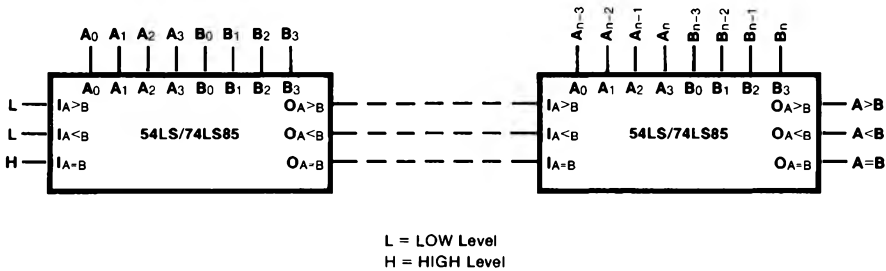 A0 A1 A2 A3 B0 B1 B2 B3
An-3 An-2 An-1 An Bn-3 Bn-2 Bn-1 Bn
A0 A1 A2 A3 B0 B1 B2 B3
A0 A1 A2 A3 B0 B1 B2 B3
L IA>B OA>B IA>B OA>B A>B
L IA<B 54LS/74LS85 OA<B IA<B 54LS/74LS85 OA<B A<B
H IA=B OA=B IA=B OA=B A=B
L = LOW Level
H = HIGH Level